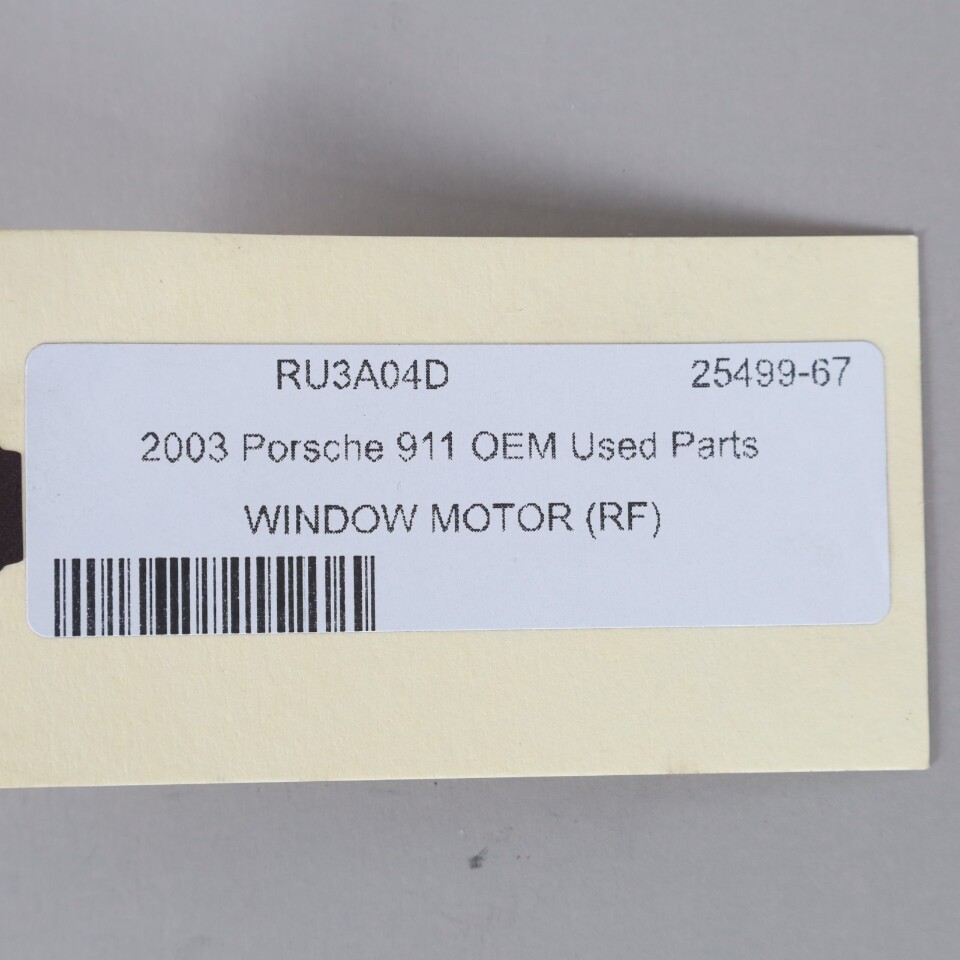 RU3A04D 25499-67
2003 Porsche 911 OEM Used Parts
WINDOW MOTOR (RF)